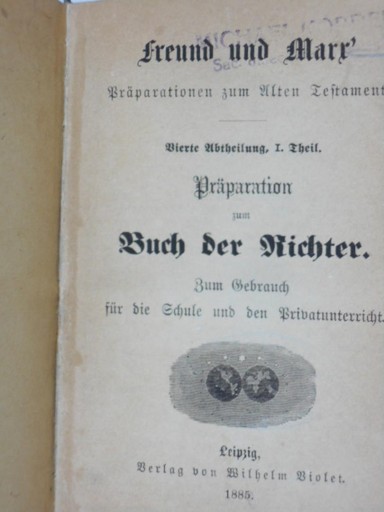 Freund und Marx'
Präparationen zum Alten Testament
Vierte Abtheilung, I. Theil.
Präparation
zum
Buch der Richter.
Zum Gebrauch
für die Schule und den Privatunterricht.
Leipzig,
Verlag von Wilhelm Violet.
1885.